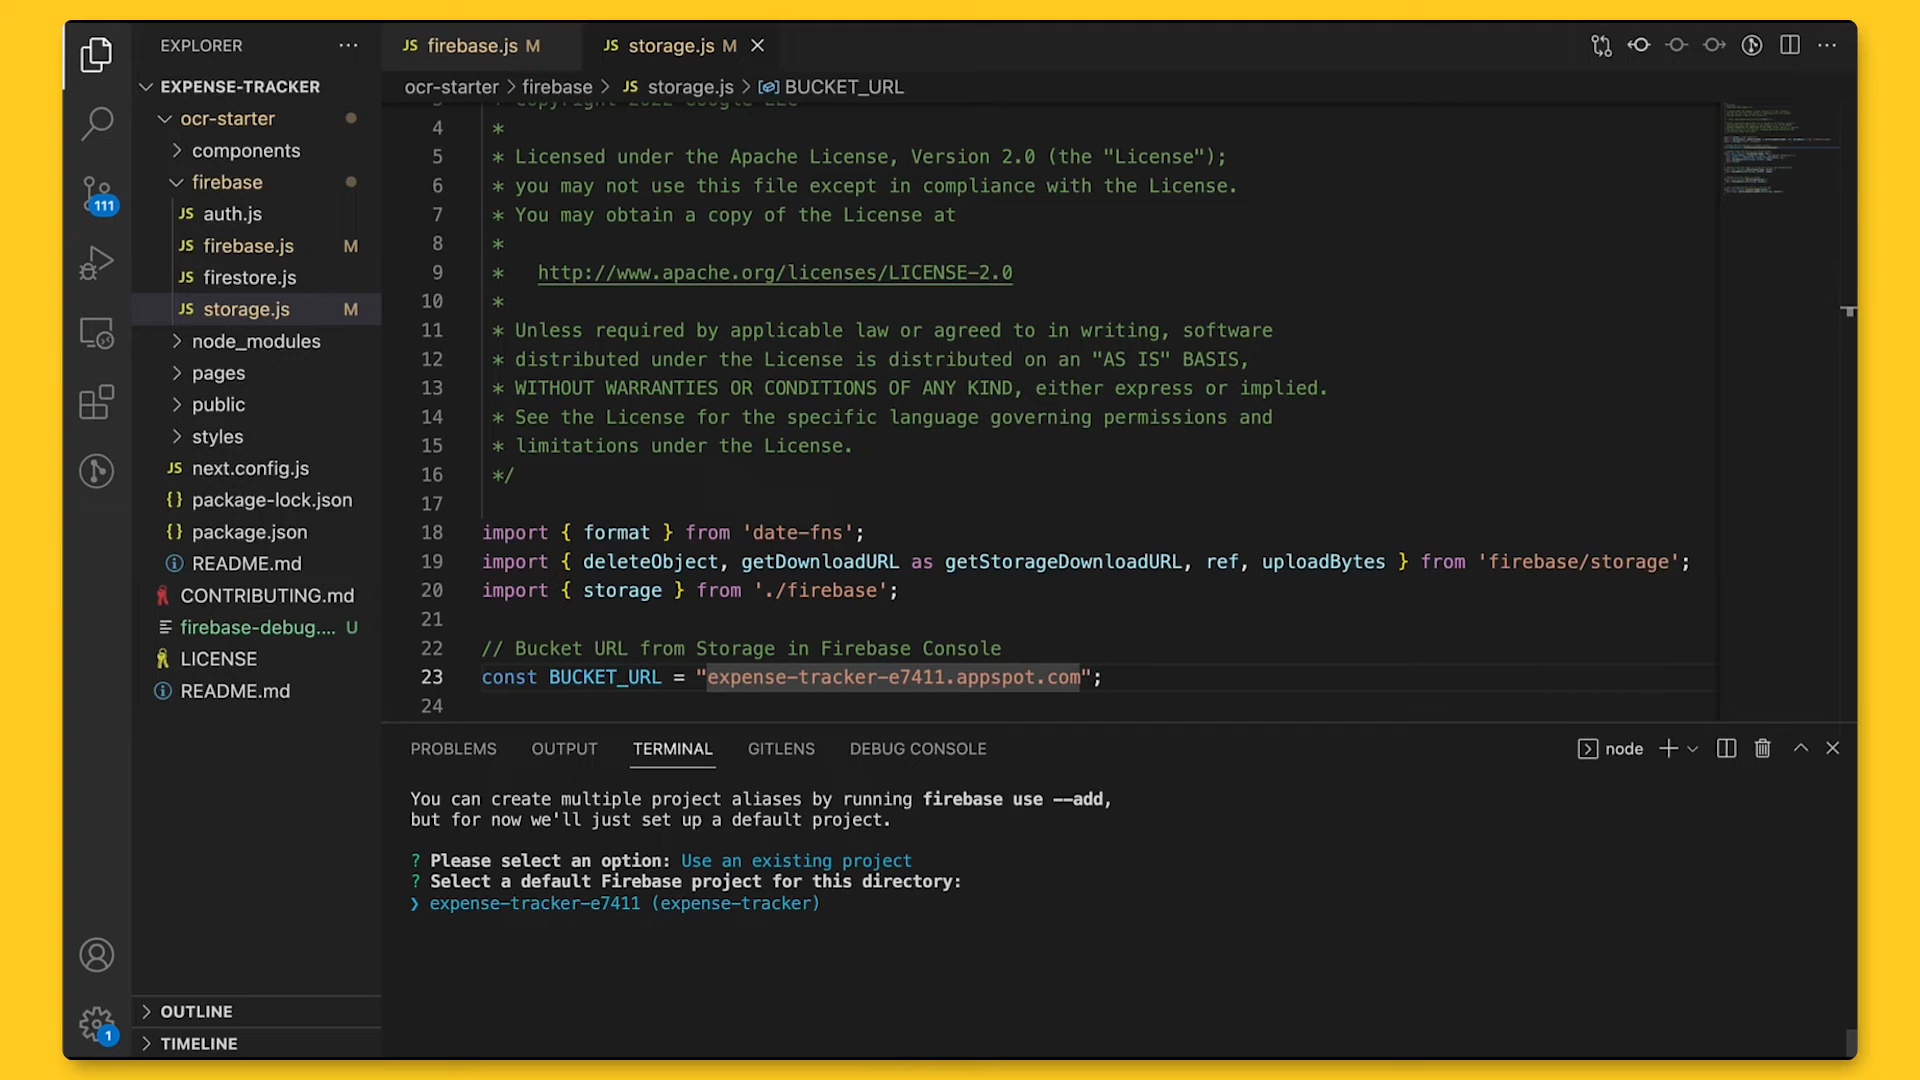 EXPLORER
EXPENSE-TRACKER
ocr-starter
components
firebase
JS auth.js
JS firebase.js M
JS firestore.js
JS storage.js M
node_modules
pages
public
styles
JS next.config.js
{} package-lock.json
{} package.json
README.md
CONTRIBUTING.md
firebase-debug.... U
LICENSE
README.md
OUTLINE
TIMELINE
111
1
JS firebase.js M
JS storage.js M
ocr-starter > firebase > JS storage.js > BUCKET_URL
* Copyright 2022 Google LLC
4 *
5 * Licensed under the Apache License, Version 2.0 (the "License");
6 * you may not use this file except in compliance with the License.
7 * You may obtain a copy of the License at
8 *
9 * http://www.apache.org/licenses/LICENSE-2.0
10 *
11 * Unless required by applicable law or agreed to in writing, software
12 * distributed under the License is distributed on an "AS IS" BASIS,
13 * WITHOUT WARRANTIES OR CONDITIONS OF ANY KIND, either express or implied.
14 * See the License for the specific language governing permissions and
15 * limitations under the License.
16 */
17
18 import { format } from 'date-fns';
19 import { deleteObject, getDownloadURL as getStorageDownloadURL, ref, uploadBytes } from 'firebase/storage';
20 import { storage } from './firebase';
21
22 // Bucket URL from Storage in Firebase Console
23 const BUCKET_URL = "expense-tracker-e7411.appspot.com";
24
PROBLEMS OUTPUT TERMINAL GITLENS DEBUG CONSOLE
node
You can create multiple project aliases by running firebase use --add,
but for now we'll just set up a default project.
? Please select an option: Use an existing project
? Select a default Firebase project for this directory:
❯ expense-tracker-e7411 (expense-tracker)